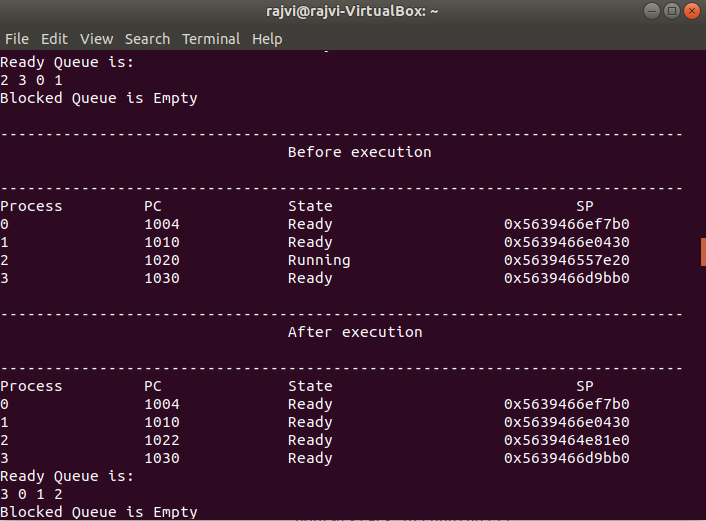 rajvi@rajvi-VirtualBox: ~
File Edit View Search Terminal Help
Ready Queue is:
2 3 0 1
Blocked Queue is Empty
----------------------------------------------------------------------------
Before execution
----------------------------------------------------------------------------
Process PC State SP
0 1004 Ready 0x5639466ef7b0
1 1010 Ready 0x5639466e0430
2 1020 Running 0x563946557e20
3 1030 Ready 0x5639466d9bb0
----------------------------------------------------------------------------
After execution
----------------------------------------------------------------------------
Process PC State SP
0 1004 Ready 0x5639466ef7b0
1 1010 Ready 0x5639466e0430
2 1022 Ready 0x5639464e81e0
3 1030 Ready 0x5639466d9bb0
Ready Queue is:
3 0 1 2
Blocked Queue is Empty